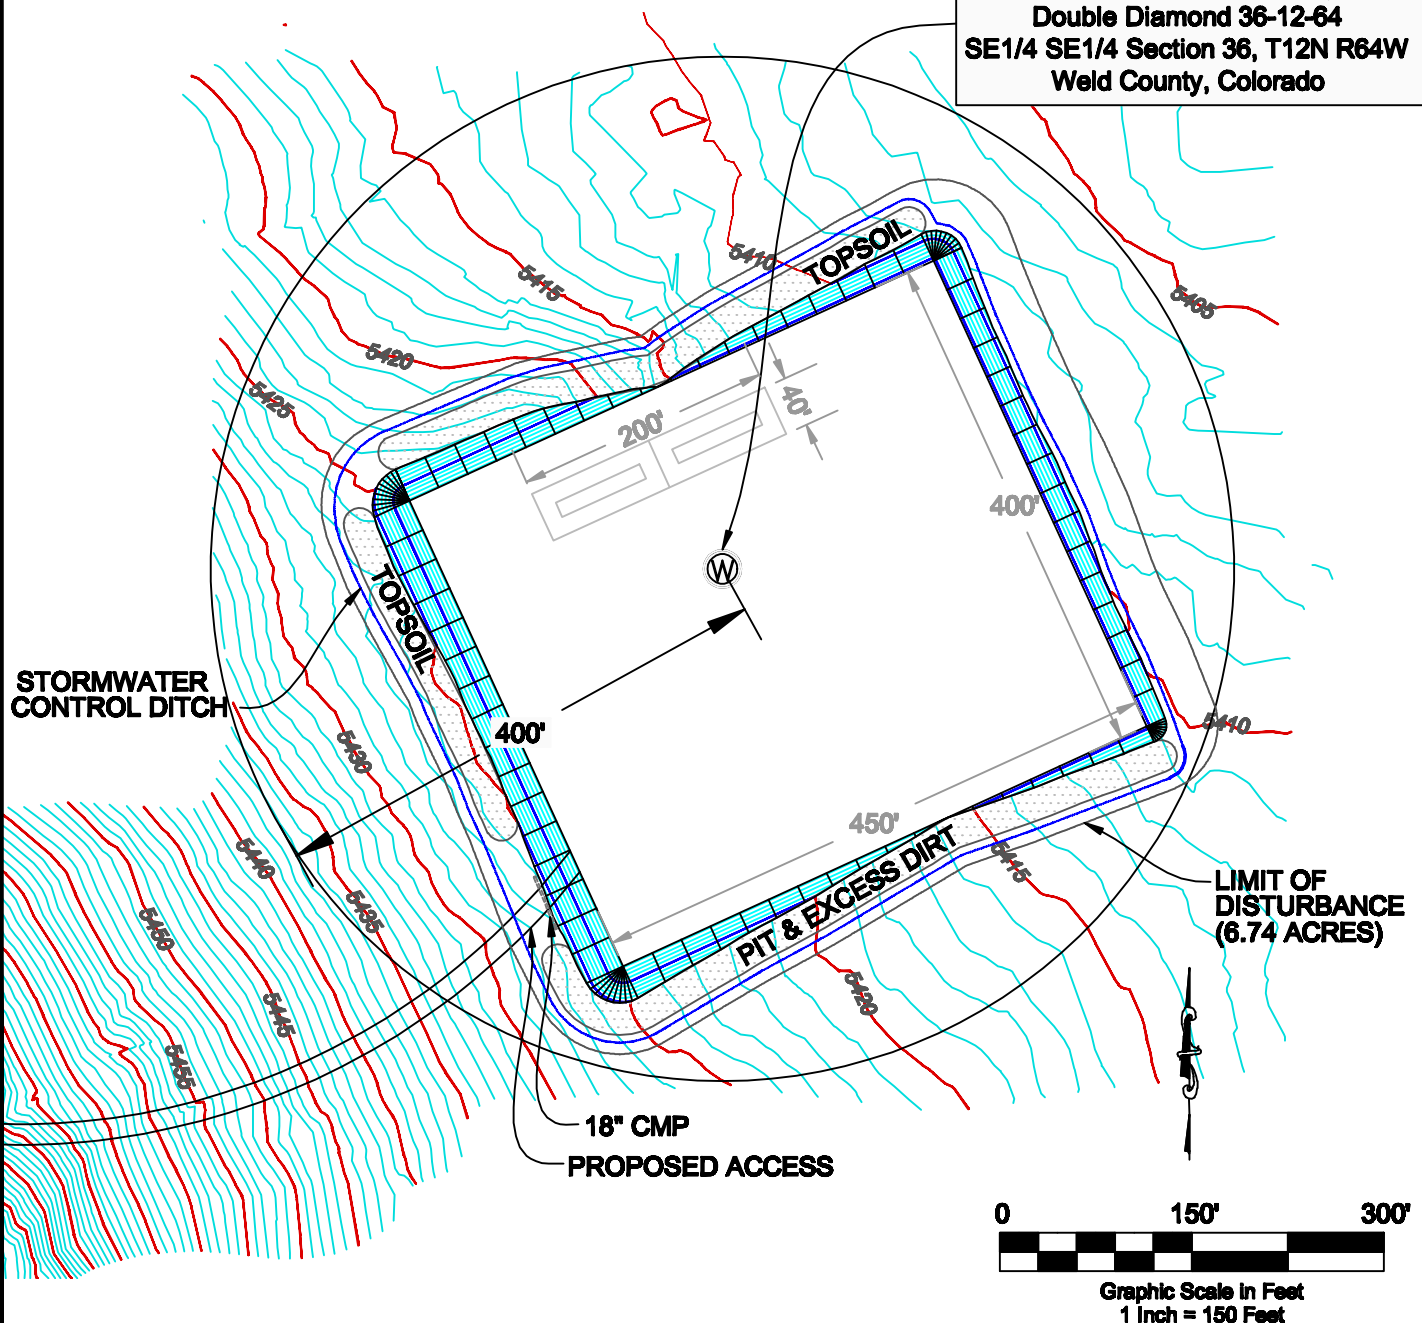 Double Diamond 36-12-64
SE1/4 SE1/4 Section 36, T12N R64W
Weld County, Colorado
TOPSOIL
5410
5415
5405
5420
5425
200'
40'
400'
W
TOPSOIL
STORMWATER
CONTROL DITCH
400'
5430
5410
450'
5440
5415
PIT & EXCESS DIRT
LIMIT OF
DISTURBANCE
(6.74 ACRES)
5435
5450
5420
5445
5455
18" CMP
PROPOSED ACCESS
0 150' 300'
Graphic Scale in Feet
1 Inch = 150 Feet